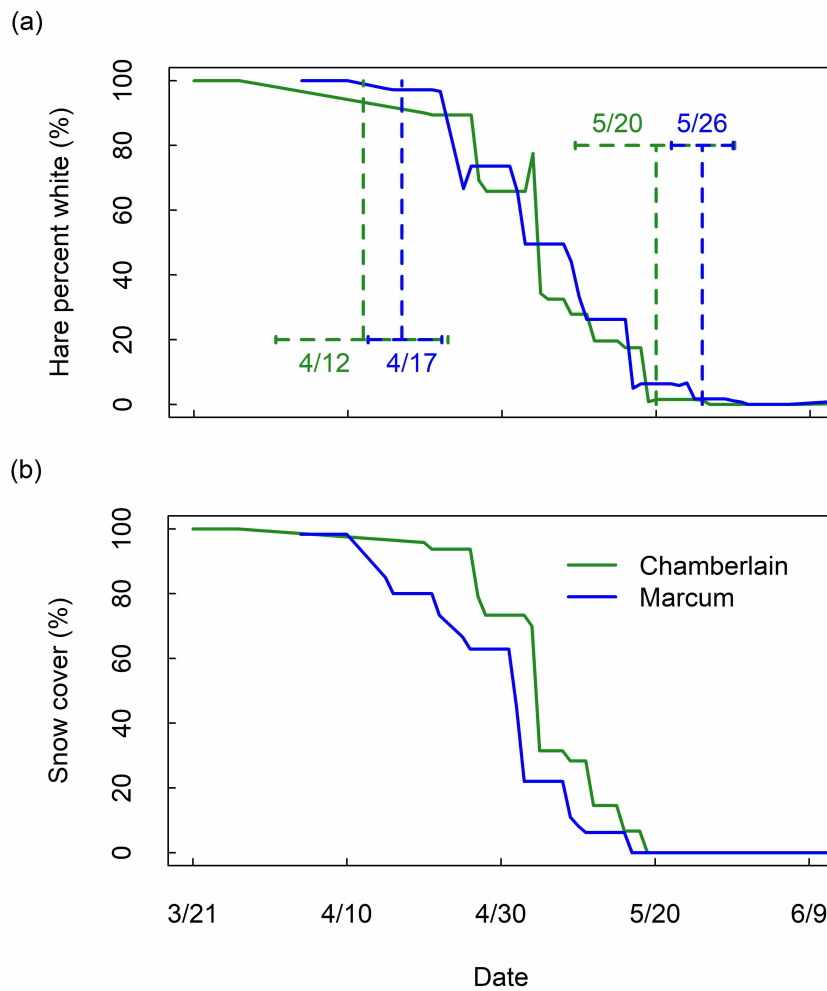 (a)
Hare percent white (%)
100
80
60
40
20
0
5/20 5/26
4/12 4/17
(b)
Snow cover (%)
100
80
60
40
20
0
Chamberlain
Marcum
3/21 4/10 4/30 5/20 6/9
Date